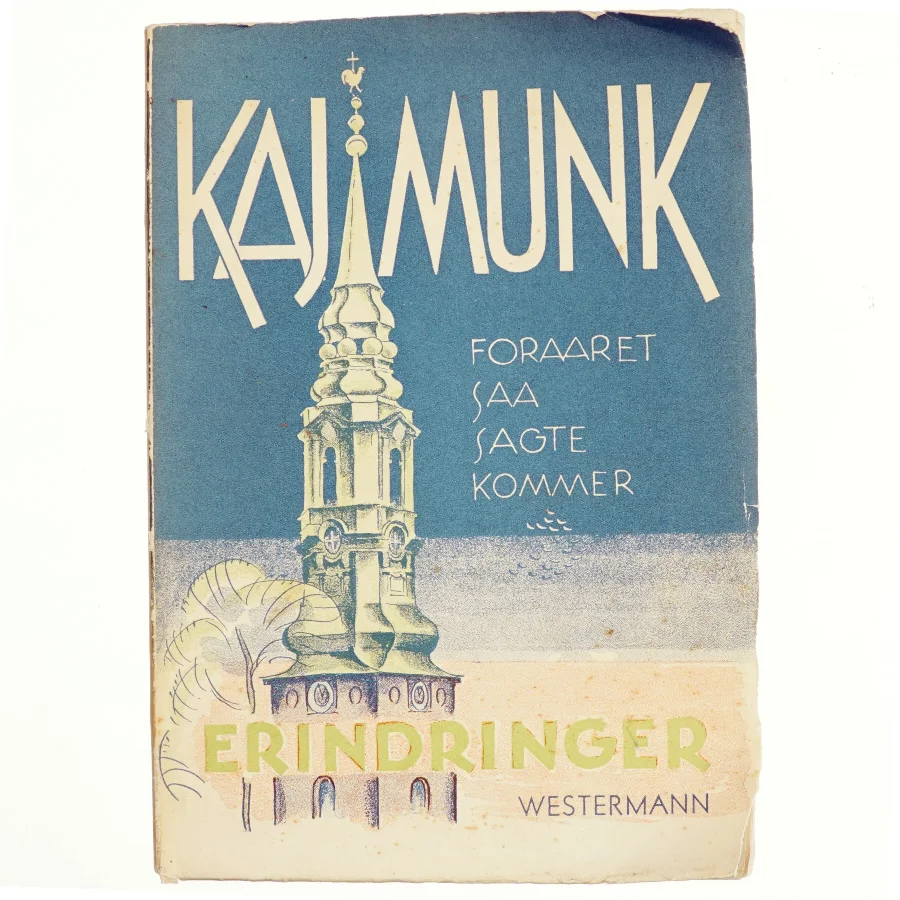 KAJ MUNK
FORAARET
SAA
SAGTE
KOMMER
ERINDRINGER
WESTERMANN